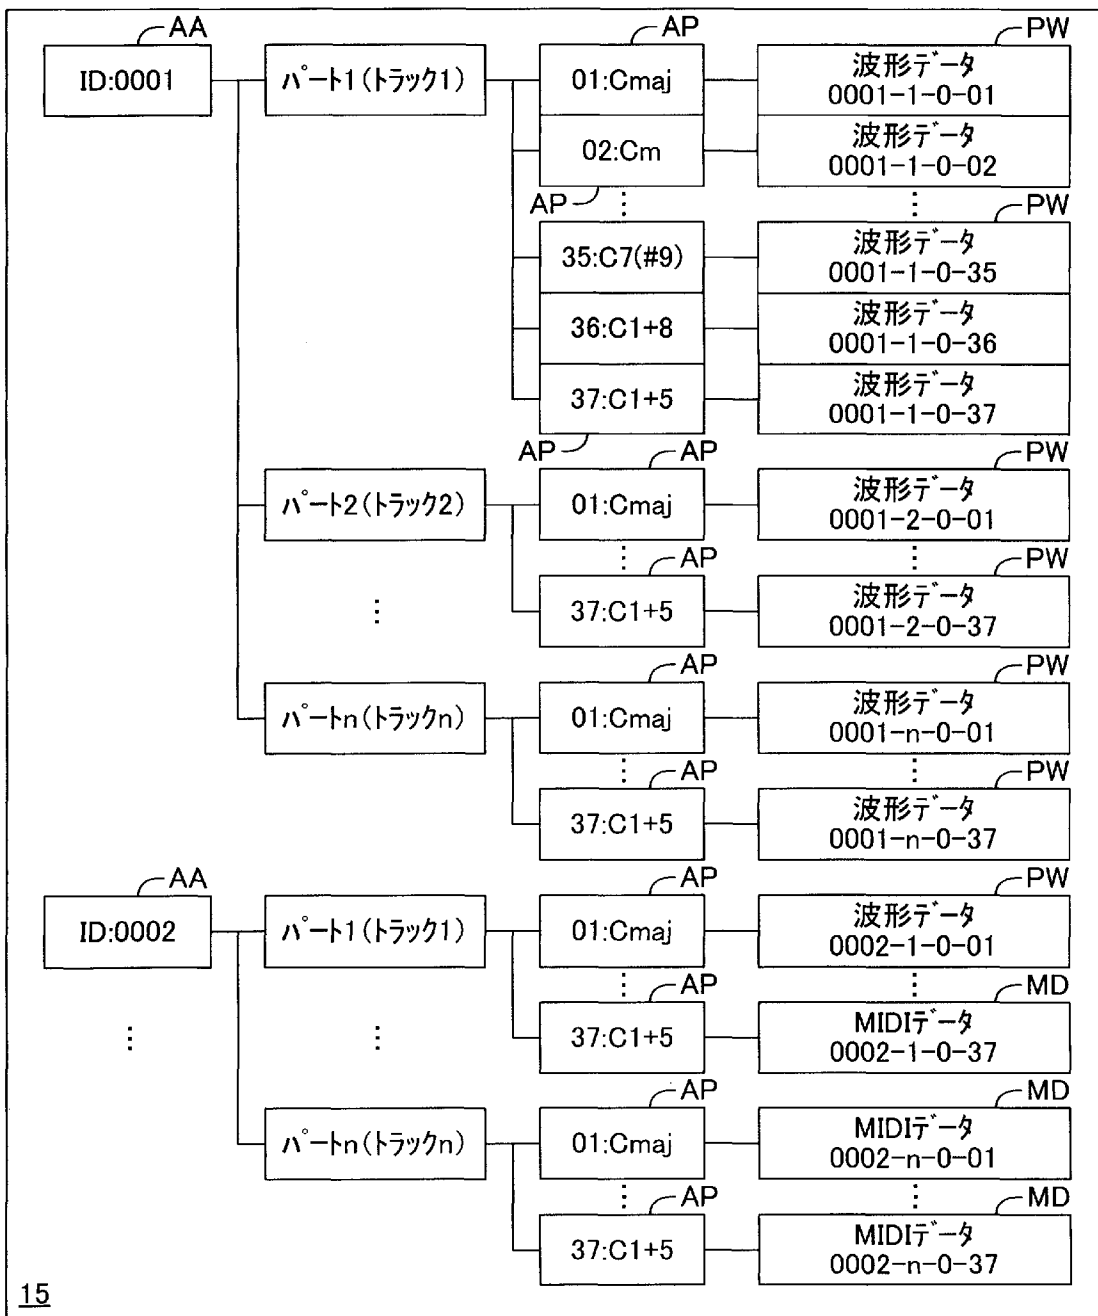 AA
AP
PW
ID:0001
パート1(トラック1)
01:Cmaj
波形データ
0001-1-0-01
02:Cm
波形データ
0001-1-0-02
AP
PW
35:C7(#9)
波形データ
0001-1-0-35
36:C1+8
波形データ
0001-1-0-36
37:C1+5
波形データ
0001-1-0-37
AP
AP
PW
パート2(トラック2)
01:Cmaj
波形データ
0001-2-0-01
AP
PW
37:C1+5
波形データ
0001-2-0-37
AP
PW
パートn(トラックn)
01:Cmaj
波形データ
0001-n-0-01
AP
PW
37:C1+5
波形データ
0001-n-0-37
AA
AP
PW
ID:0002
パート1(トラック1)
01:Cmaj
波形データ
0002-1-0-01
AP
MD
37:C1+5
MIDIデータ
0002-1-0-37
AP
MD
パートn(トラックn)
01:Cmaj
MIDIデータ
0002-n-0-01
AP
MD
37:C1+5
MIDIデータ
0002-n-0-37
15